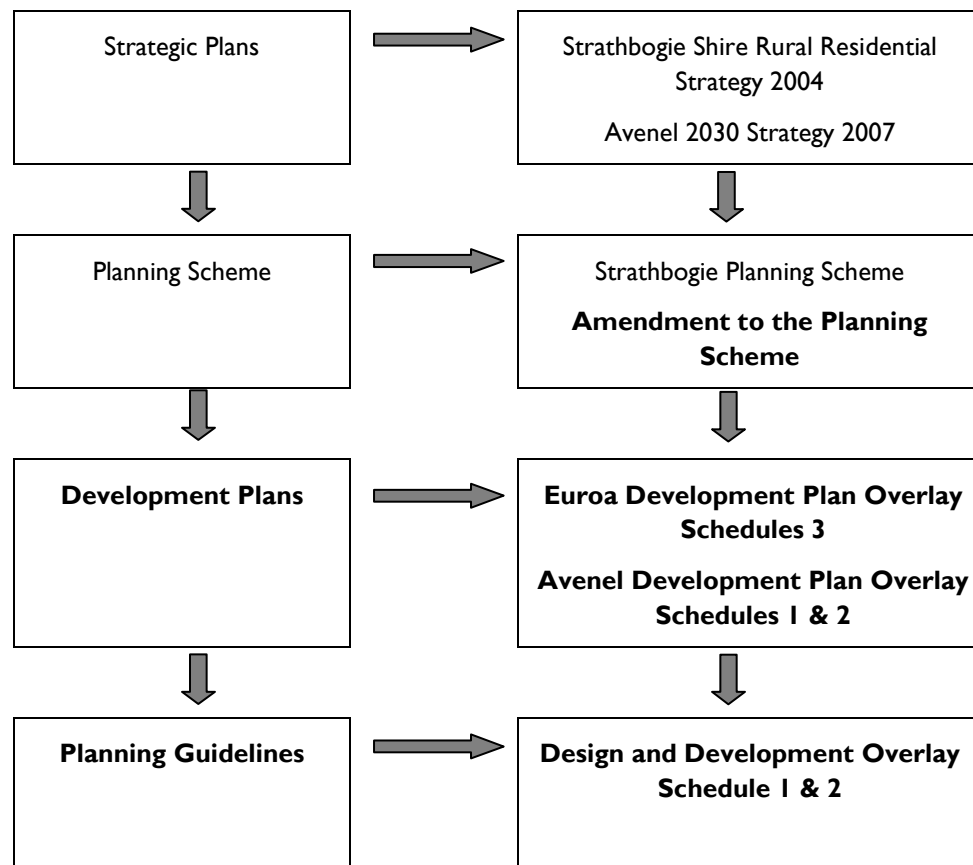 Strategic Plans
Strathbogie Shire Rural Residential
Strategy 2004
Avenel 2030 Strategy 2007
Planning Scheme
Strathbogie Planning Scheme
Amendment to the Planning
Scheme
Development Plans
Euroa Development Plan Overlay
Schedules 3
Avenel Development Plan Overlay
Schedules 1 & 2
Planning Guidelines
Design and Development Overlay
Schedule 1 & 2